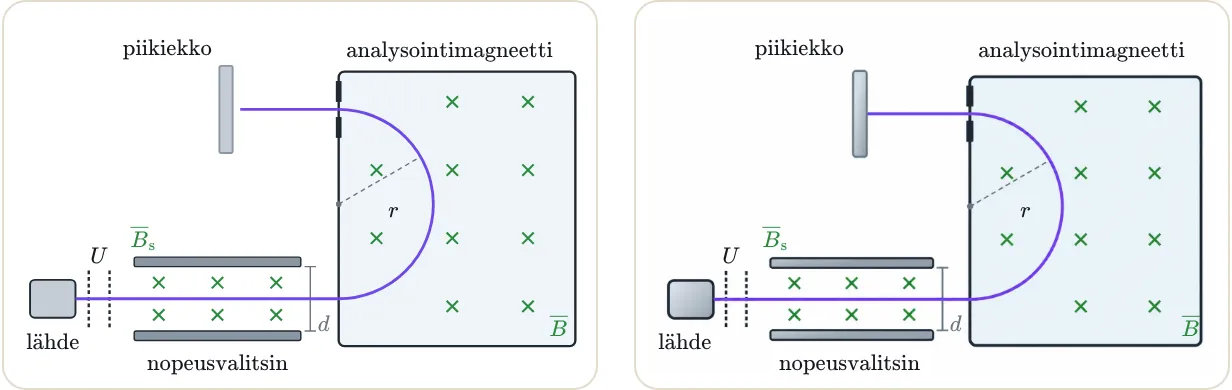 piikiekko
analysointimagneetti
r
B̅s
U
B̅
d
lähde
nopeusvalitsin
piikiekko
analysointimagneetti
r
B̅s
U
B̅
d
lähde
nopeusvalitsin